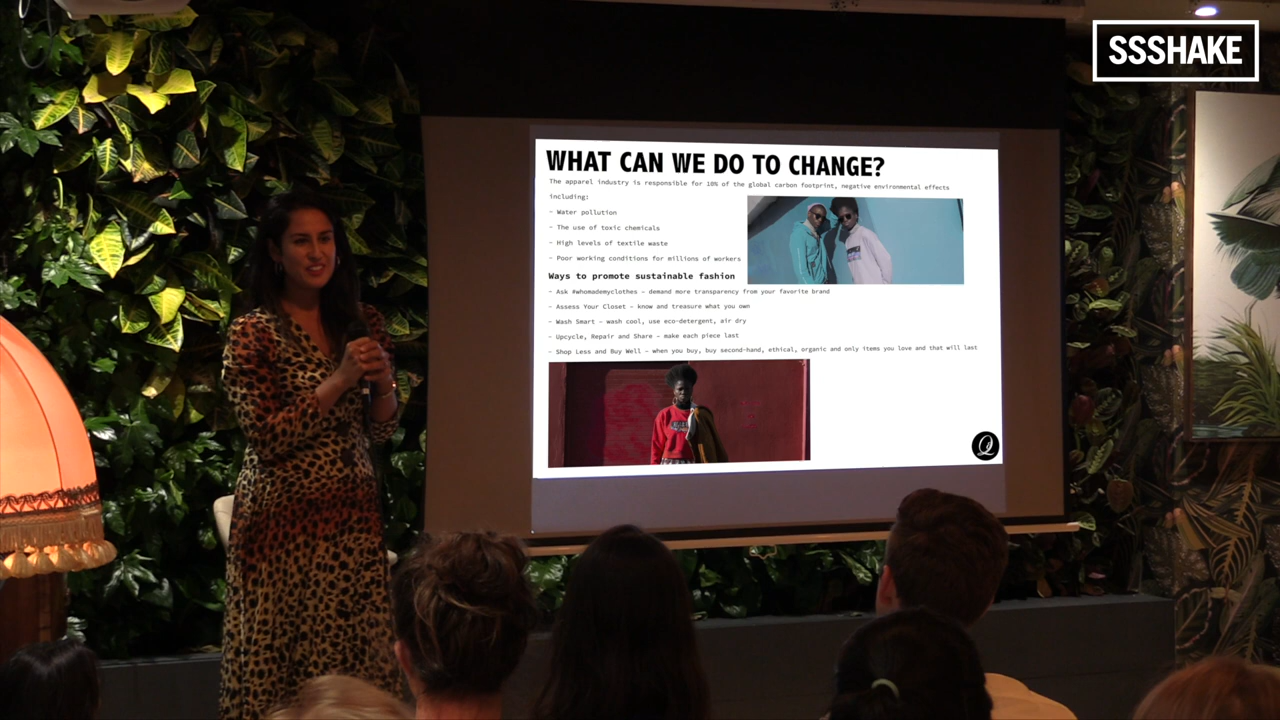 SSSHAKE
WHAT CAN WE DO TO CHANGE?
The apparel industry is responsible for 10% of the global carbon footprint, negative environmental effects
including:
- Water pollution
- The use of toxic chemicals
- High levels of textile waste
- Poor working conditions for millions of workers
Ways to promote sustainable fashion
- Ask #whomademyclothes – demand more transparency from your favorite brand
- Assess Your Closet – know and treasure what you own
- Wash Smart – wash cool, use eco-detergent, air dry
- Upcycle, Repair and Share – make each piece last
- Shop Less and Buy Well – when you buy, buy second-hand, ethical, organic and only items you love and that will last
Q